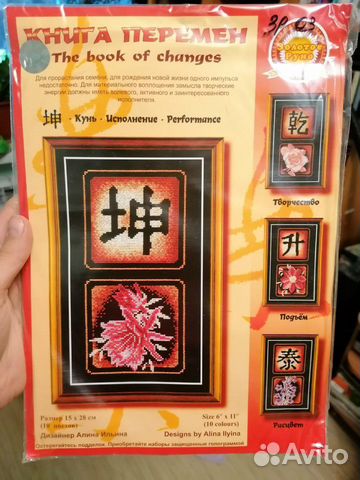 КНИГА ПЕРЕМЕН
The book of changes
Для прорастания семени, для рождения новой жизни одного импульса
недостаточно. Для материального воплощения замысла творческие
энергии должны иметь волевого, активного и заинтересованного
исполнителя.
坤 - Кунь · Исполнение · Performance
坤
Размер 15 x 28 см
Дизайнер Алина Ильина
Size 6" x 11"
(10 colours)
Designs by Alina Ilyina
Остерегайтесь подделок. Приобретайте наборы защищенные голограммой
Золотое
Руно
乾
Творчество
升
Подъём
泰
Расцвет
Avito